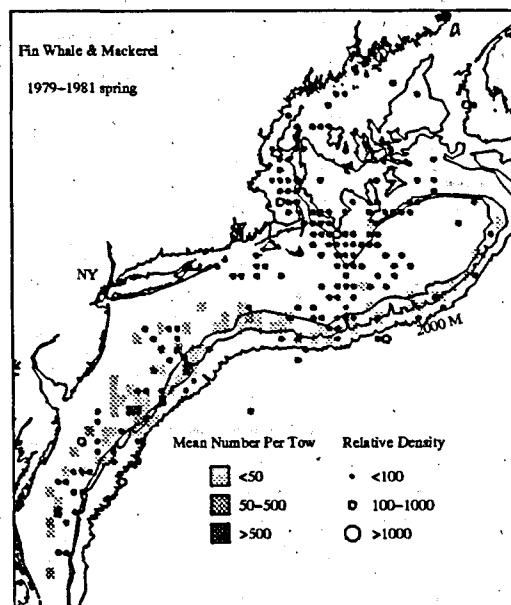 Fin Whale & Mackerel
1979–1981 spring
NY
2000 M
Mean Number Per Tow
<50
50–500
>500
Relative Density
<100
100–1000
>1000